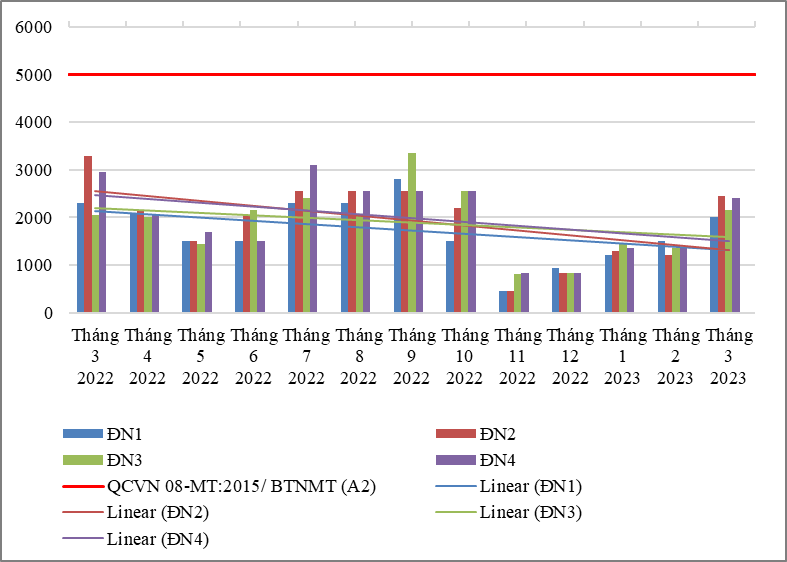 6000
5000
4000
3000
2000
1000
0
Tháng 3 2022
Tháng 4 2022
Tháng 5 2022
Tháng 6 2022
Tháng 7 2022
Tháng 8 2022
Tháng 9 2022
Tháng 10 2022
Tháng 11 2022
Tháng 12 2022
Tháng 1 2023
Tháng 2 2023
Tháng 3 2023
ĐN1
ĐN2
ĐN3
ĐN4
QCVN 08-MT:2015/ BTNMT (A2)
Linear (ĐN1)
Linear (ĐN2)
Linear (ĐN3)
Linear (ĐN4)